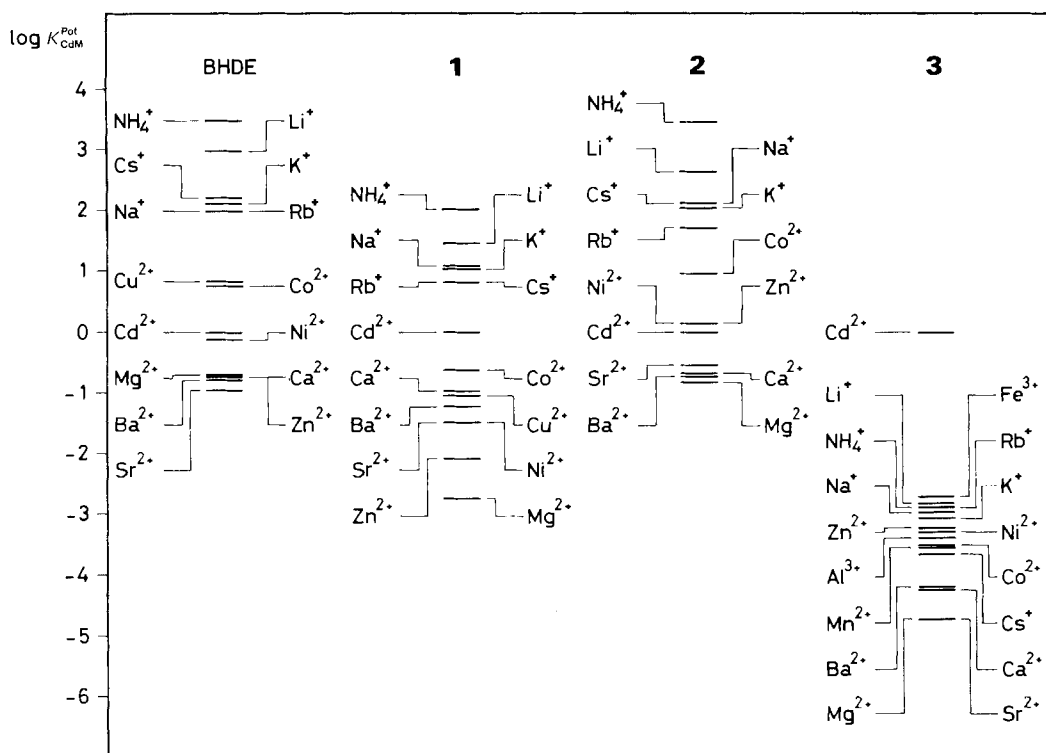 log K^Pot_CdM
BHDE
1
2
3
4
3
2
1
0
-1
-2
-3
-4
-5
-6
NH4+
Li+
Cs+
K+
Na+
Rb+
Cu2+
Co2+
Cd2+
Ni2+
Mg2+
Ca2+
Ba2+
Zn2+
Sr2+
NH4+
Li+
Na+
K+
Rb+
Cs+
Cd2+
Ca2+
Co2+
Ba2+
Cu2+
Sr2+
Ni2+
Zn2+
Mg2+
NH4+
Li+
Na+
Cs+
K+
Rb+
Co2+
Ni2+
Zn2+
Cd2+
Sr2+
Ca2+
Ba2+
Mg2+
Cd2+
Li+
Fe3+
NH4+
Rb+
Na+
K+
Zn2+
Ni2+
Al3+
Co2+
Mn2+
Cs+
Ba2+
Ca2+
Mg2+
Sr2+